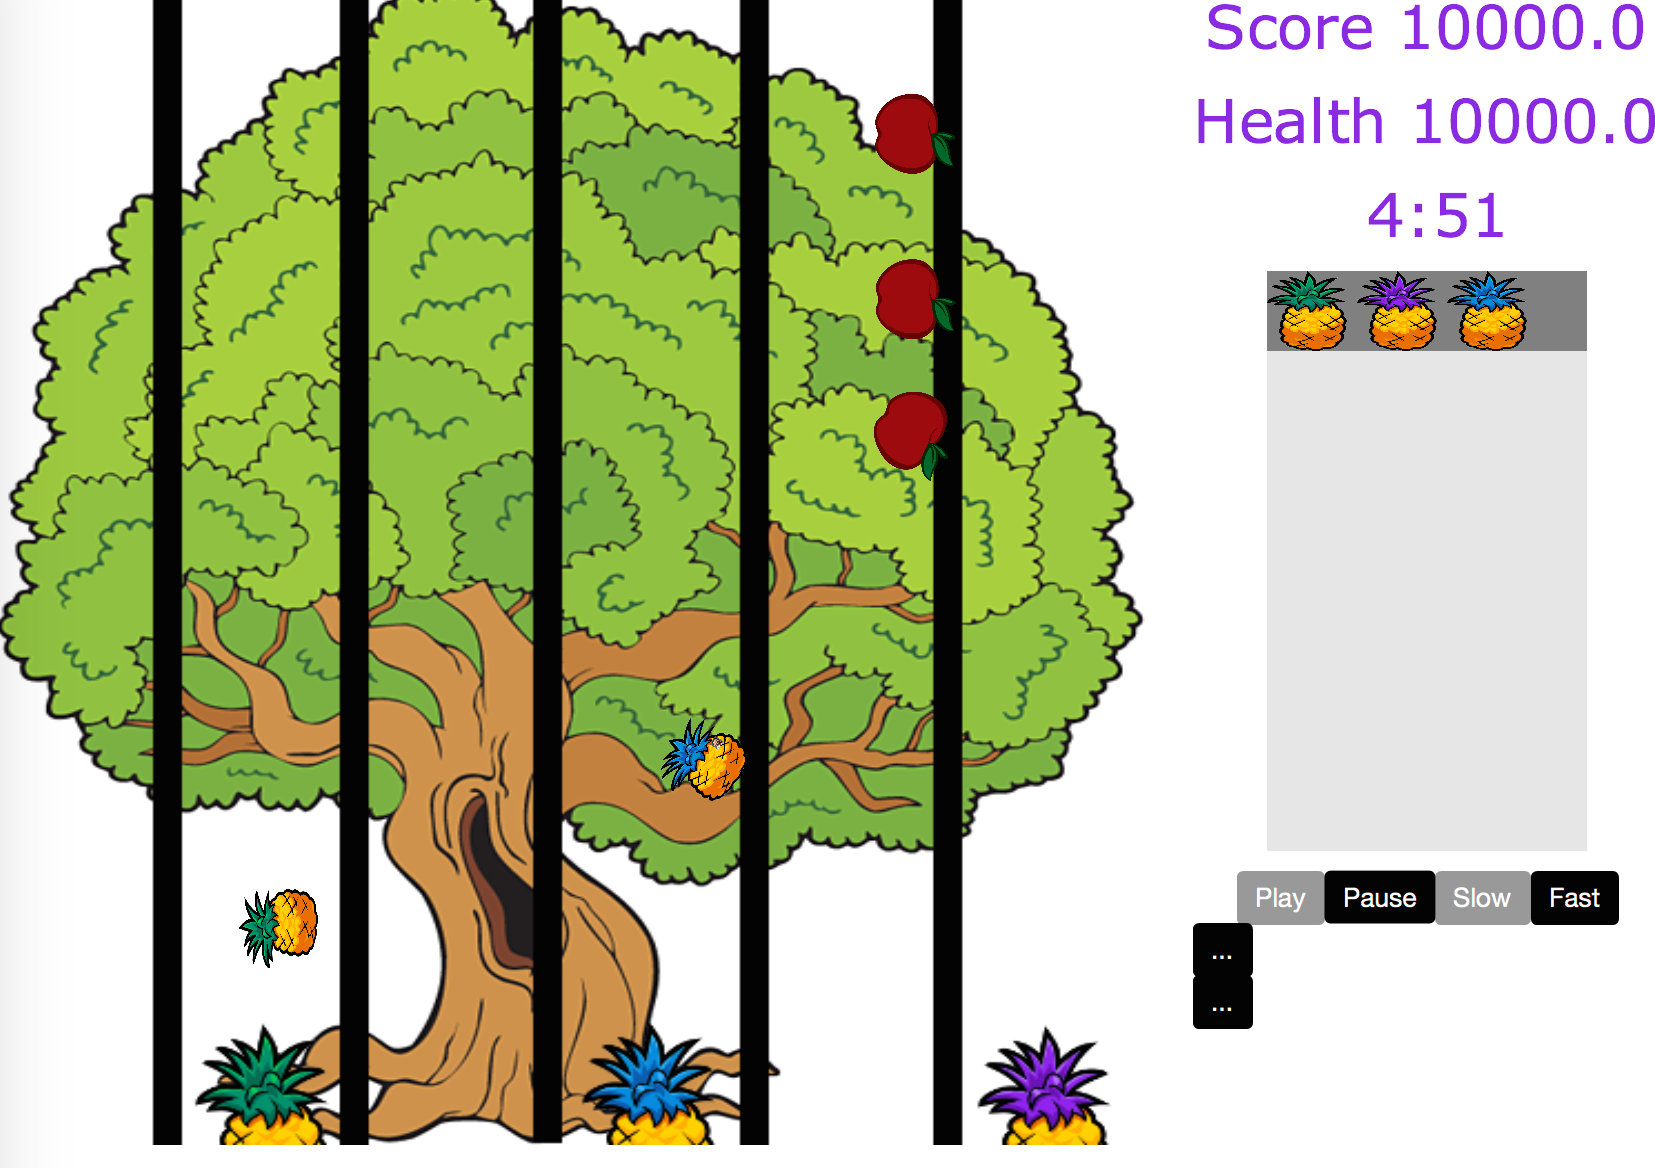 Score 10000.0
Health 10000.0
4:51
Play Pause Slow Fast
...
...